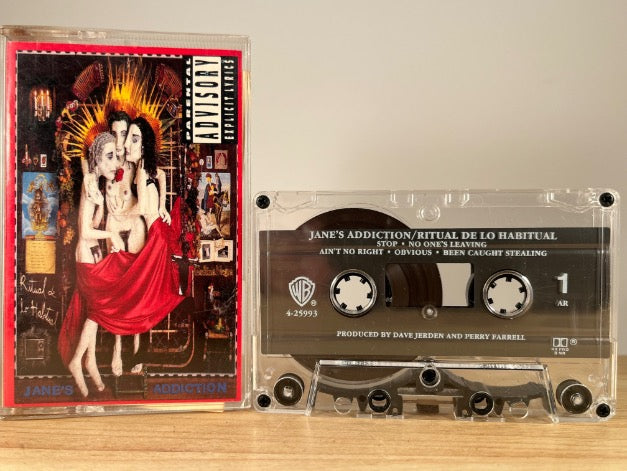 PARENTAL
ADVISORY
EXPLICIT LYRICS
Ritual de
Lo Habitual
JANE'S ADDICTION
JANE'S ADDICTION/RITUAL DE LO HABITUAL
STOP • NO ONE'S LEAVING
AIN'T NO RIGHT • OBVIOUS • BEEN CAUGHT STEALING
WB
4-25993
1
AR
PRODUCED BY DAVE JERDEN AND PERRY FARRELL